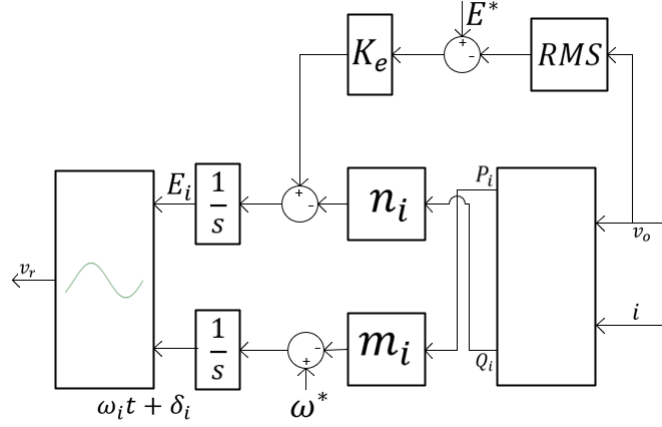 E*
K_e
+
-
RMS
E_i
1/s
+
-
n_i
P_i
v_o
v_r
1/s
-
+
m_i
i
Q_i
ω_i t + δ_i
ω*